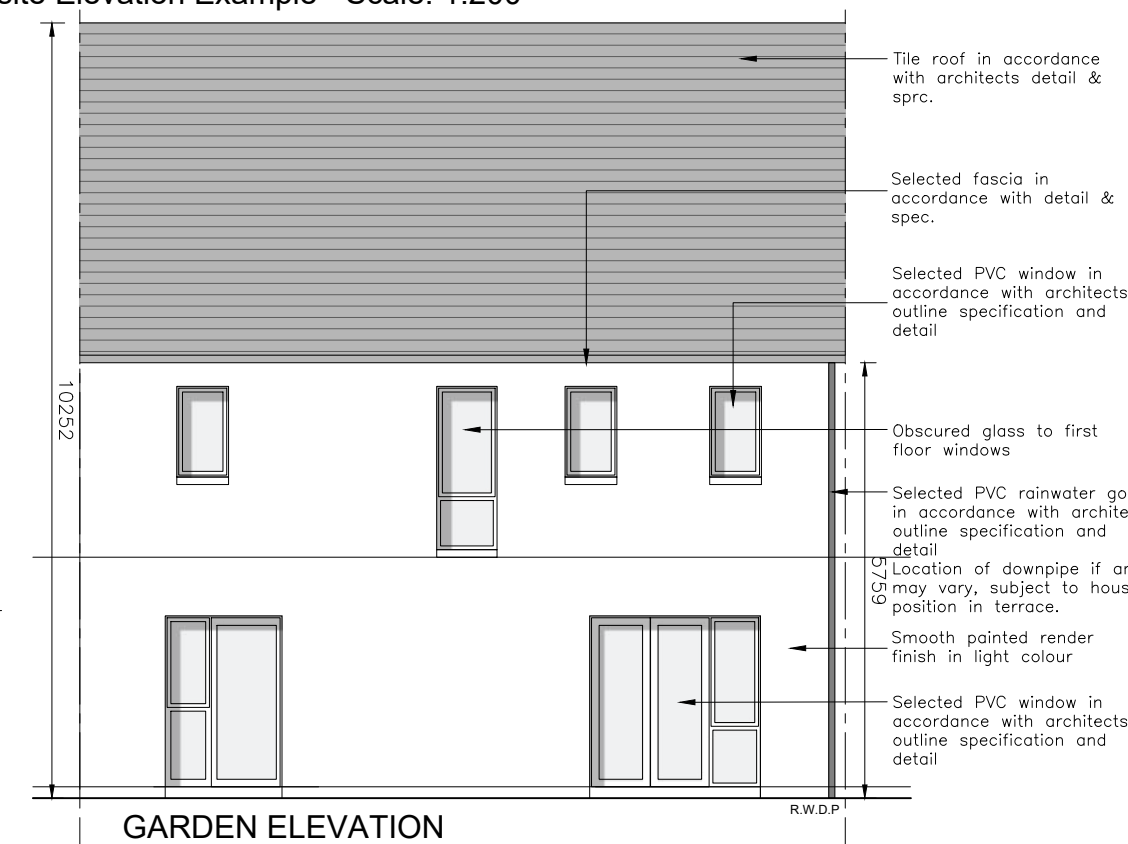 site Elevation Example - Scale: 1:200
Tile roof in accordance
with architects detail &
sprc.
Selected fascia in
accordance with detail &
spec.
Selected PVC window in
accordance with architects
outline specification and
detail
10252
Obscured glass to first
floor windows
Selected PVC rainwater
in accordance with
outline specification and
detail
5759
Location of downpipe if
may vary, subject to
position in terrace.
Smooth painted render
finish in light colour
Selected PVC window in
accordance with architects
outline specification and
detail
R.W.D.P
GARDEN ELEVATION